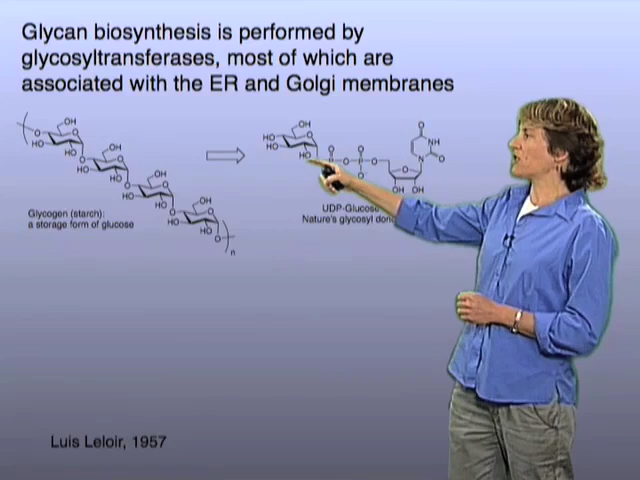 Glycan biosynthesis is performed by
glycosyltransferases, most of which are
associated with the ER and Golgi membranes
Glycogen (starch):
a storage form of glucose
UDP-Glucose
Nature's glycosyl
Luis Leloir, 1957